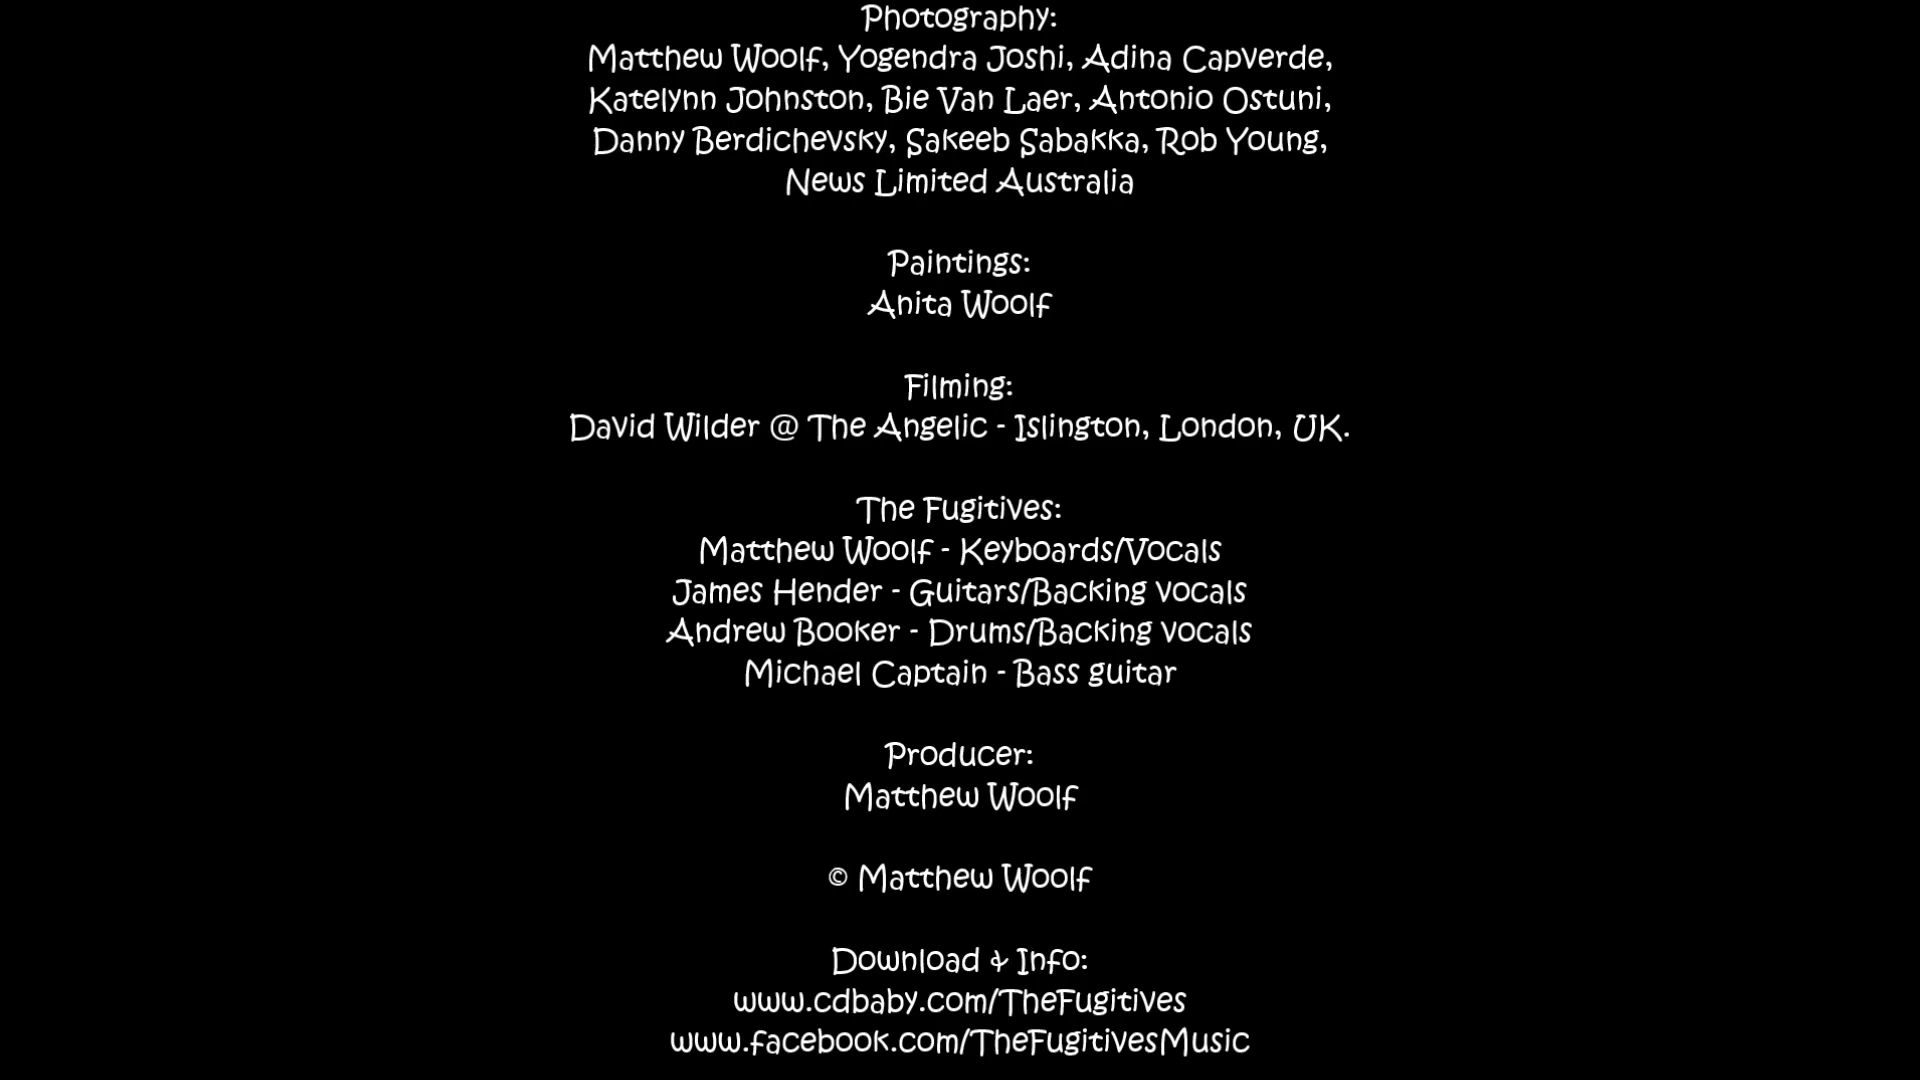 Photography:
Matthew Woolf, Yogendra Joshi, Adina Capverde,
Katelynn Johnston, Bie Van Laer, Antonio Ostuni,
Danny Berdichevsky, Sakeeb Sabakka, Rob Young,
News Limited Australia
Paintings:
Anita Woolf
Filming:
David Wilder @ The Angelic - Islington, London, UK.
The Fugitives:
Matthew Woolf - Keyboards/Vocals
James Hender - Guitars/Backing vocals
Andrew Booker - Drums/Backing vocals
Michael Captain - Bass guitar
Producer:
Matthew Woolf
© Matthew Woolf
Download & Info:
www.cdbaby.com/TheFugitives
www.facebook.com/TheFugitivesMusic